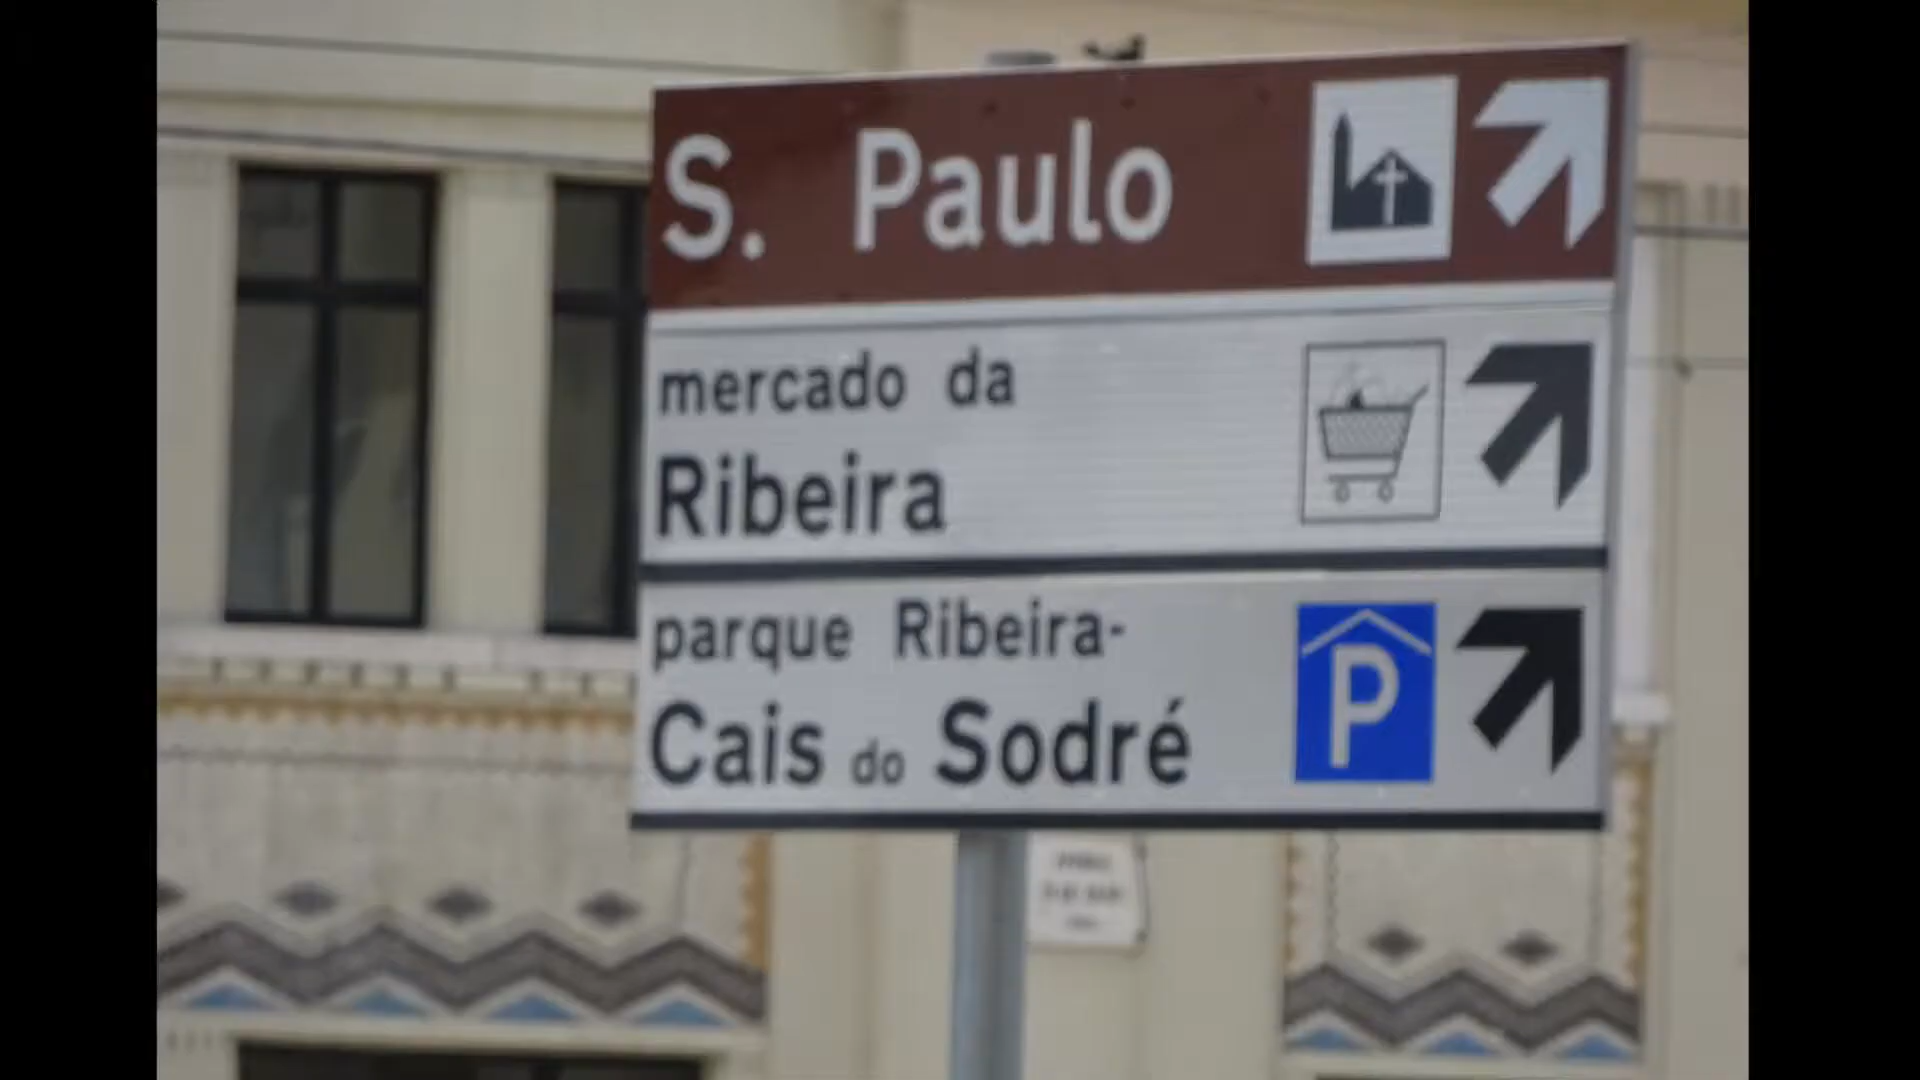 S. Paulo
mercado da
Ribeira
parque Ribeira-
Cais do Sodré
P